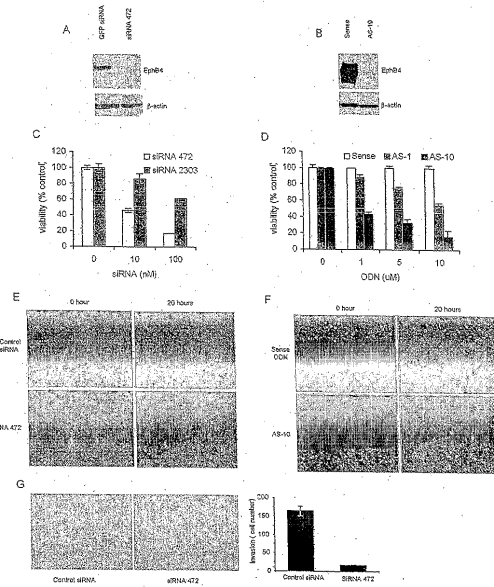 A
GFP siRNA
siRNA 472
EphB4
β-actin
B
Sense
AS-10
EphB4
β-actin
C
siRNA 472
siRNA 2303
viability (% control)
120
100
80
60
40
20
0
0 10 100
siRNA (nM)
D
Sense AS-1 AS-10
viability (% control)
120
100
80
60
40
20
0
0 1 5 10
ODN (uM)
E
0 hour 20 hours
Control
siRNA
NA 472
F
0 hour 20 hours
Sense
ODN
AS-10
G
Control siRNA siRNA 472
Invasion (cell number)
200
150
100
50
0
Control siRNA SiRNA 472